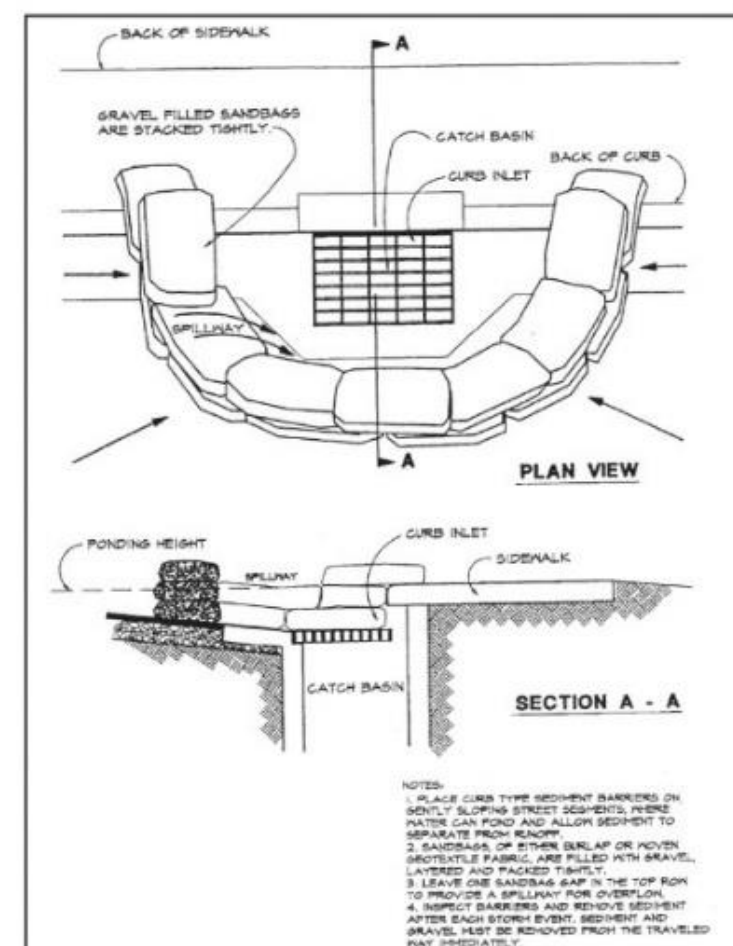 BACK OF SIDEWALK
A
GRAVEL FILLED SANDBAGS
ARE STACKED TIGHTLY.
CATCH BASIN
CURB INLET
BACK OF CURB
SPILLWAY
A
PLAN VIEW
PONDING HEIGHT
SPILLWAY
CURB INLET
SIDEWALK
CATCH BASIN
SECTION A - A
NOTES:
1. PLACE CURB TYPE SEDIMENT BARRIERS ON
GENTLY SLOPING STREET SEGMENTS, WHERE
WATER CAN POND AND ALLOW SEDIMENT TO
SEPARATE FROM RUNOFF.
2. SANDBAGS, OF EITHER BURLAP OR WOVEN
GEOTEXTILE FABRIC, ARE FILLED WITH GRAVEL,
LAYERED AND PACKED TIGHTLY.
3. LEAVE ONE SANDBAG GAP IN THE TOP ROW
TO PROVIDE A SPILLWAY FOR OVERFLOW.
4. INSPECT BARRIERS AND REMOVE SEDIMENT
AFTER EACH STORM EVENT. SEDIMENT AND
GRAVEL MUST BE REMOVED FROM THE TRAVELED
WAY IMMEDIATELY.